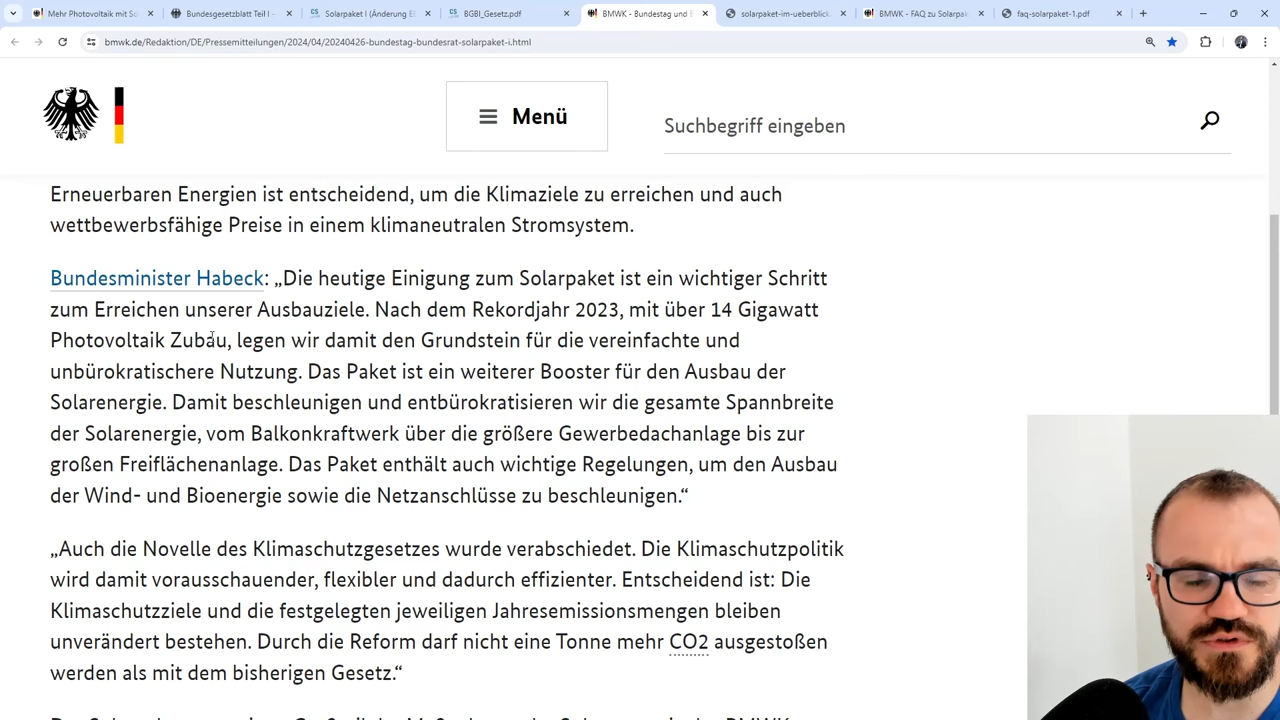 Mehr Photovoltaik mit Sol
Bundesgesetzblatt Teil I -
Solarpaket I (Änderung EE
BGBl_Gesetz.pdf
BMWK - Bundestag und B
solarpaket-im-ueberblick.
BMWK - FAQ zu Solarpak
faq-solarpaket-1.pdf
bmwk.de/Redaktion/DE/Pressemitteilungen/2024/04/20240426-bundestag-bundesrat-solarpaket-i.html
Menü
Suchbegriff eingeben
Erneuerbaren Energien ist entscheidend, um die Klimaziele zu erreichen und auch
wettbewerbsfähige Preise in einem klimaneutralen Stromsystem.
Bundesminister Habeck: „Die heutige Einigung zum Solarpaket ist ein wichtiger Schritt
zum Erreichen unserer Ausbauziele. Nach dem Rekordjahr 2023, mit über 14 Gigawatt
Photovoltaik Zubau, legen wir damit den Grundstein für die vereinfachte und
unbürokratischere Nutzung. Das Paket ist ein weiterer Booster für den Ausbau der
Solarenergie. Damit beschleunigen und entbürokratisieren wir die gesamte Spannbreite
der Solarenergie, vom Balkonkraftwerk über die größere Gewerbedachanlage bis zur
großen Freiflächenanlage. Das Paket enthält auch wichtige Regelungen, um den Ausbau
der Wind- und Bioenergie sowie die Netzanschlüsse zu beschleunigen.“
„Auch die Novelle des Klimaschutzgesetzes wurde verabschiedet. Die Klimaschutzpolitik
wird damit vorausschauender, flexibler und dadurch effizienter. Entscheidend ist: Die
Klimaschutzziele und die festgelegten jeweiligen Jahresemissionsmengen bleiben
unverändert bestehen. Durch die Reform darf nicht eine Tonne mehr CO2 ausgestoßen
werden als mit dem bisherigen Gesetz.“